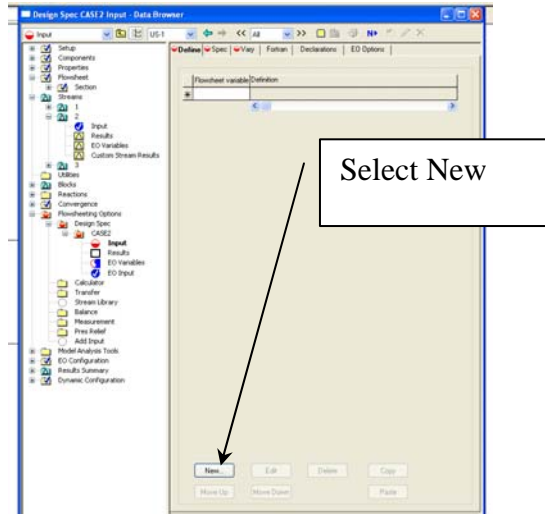 Design Spec CASE2 Input - Data Browser
Input US-1 All << >> N➔
Setup
Components
Properties
Flowsheet
Section
Streams
1
2
Input
Results
EO Variables
Custom Stream Results
3
Utilities
Blocks
Reactions
Convergence
Flowsheeting Options
Design Spec
CASE2
Input
Results
EO Variables
EO Input
Calculator
Transfer
Stream Library
Balance
Measurement
Pres Relief
Add Input
Model Analysis Tools
EO Configuration
Results Summary
Dynamic Configuration
Define Spec Vary Fortran Declarations EO Options
Flowsheet variable Definition
Select New
New... Edit Delete Copy
Move Up Move Down Paste